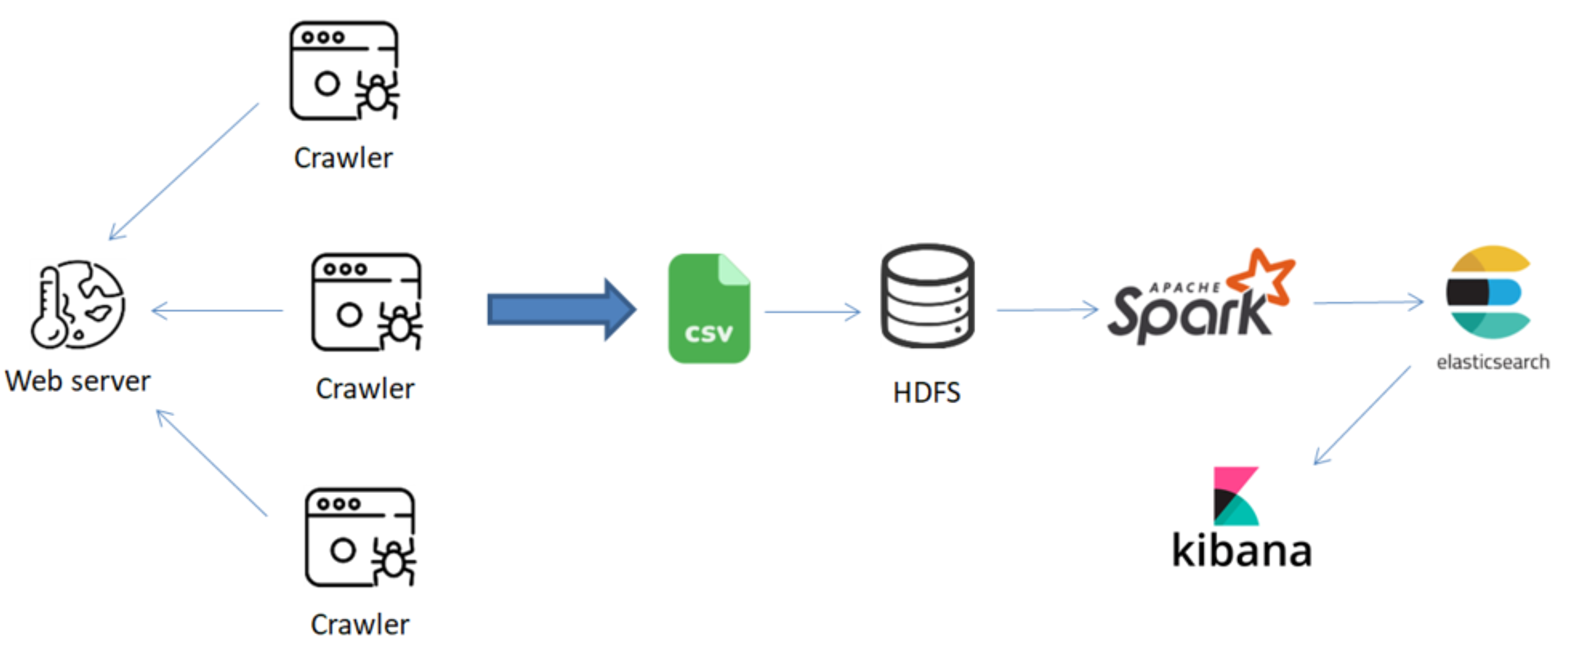 Crawler
Web server
Crawler
csv
HDFS
APACHE
Spark
elasticsearch
kibana
Crawler